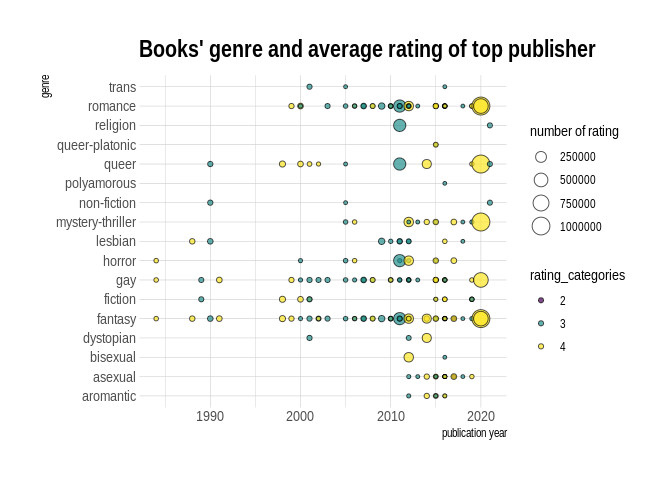 Books' genre and average rating of top publisher
genre
trans
romance
religion
queer-platonic
queer
polyamorous
non-fiction
mystery-thriller
lesbian
horror
gay
fiction
fantasy
dystopian
bisexual
asexual
aromantic
1990 2000 2010 2020
publication year
number of rating
250000
500000
750000
1000000
rating_categories
2
3
4